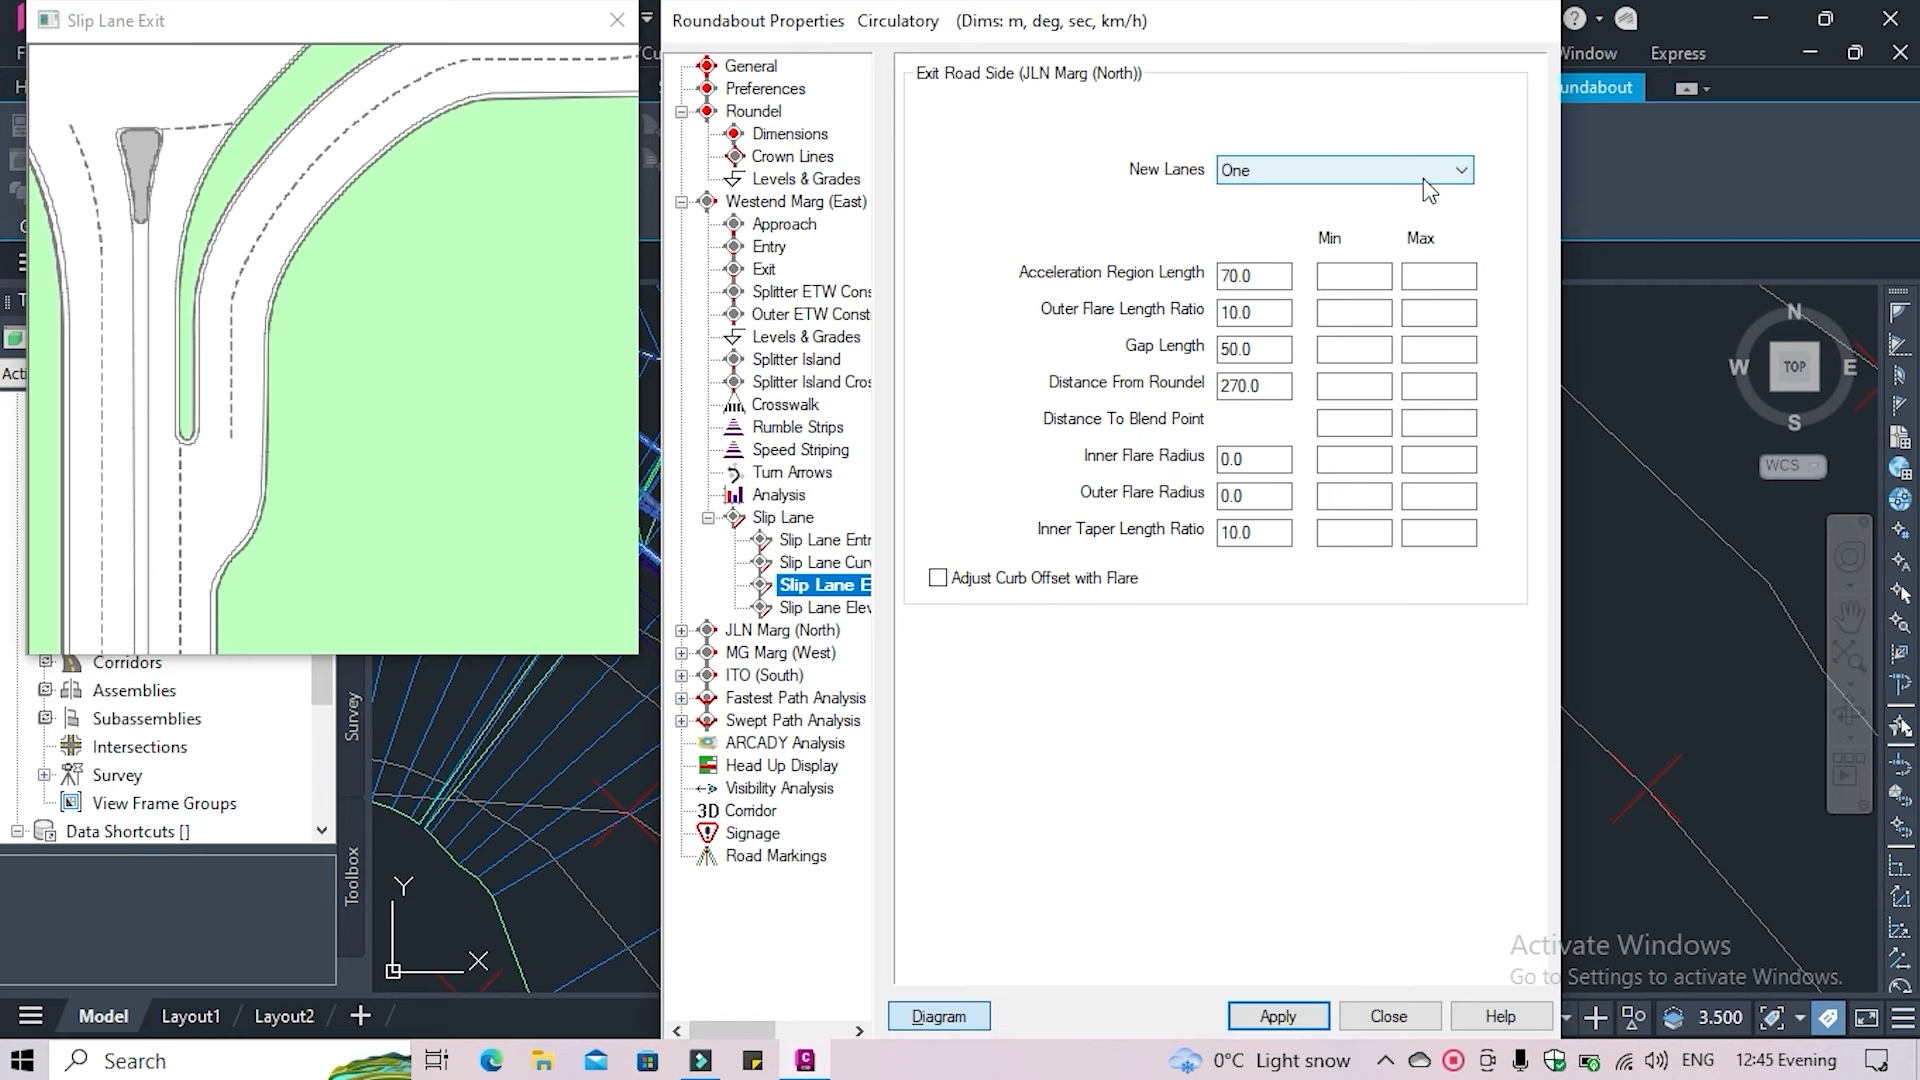 Slip Lane Exit
Roundabout Properties Circulatory (Dims: m, deg, sec, km/h)
Window
Express
undabout
General
Preferences
Roundel
Dimensions
Crown Lines
Levels & Grades
Westend Marg (East)
Approach
Entry
Exit
Splitter ETW Cons
Outer ETW Const
Levels & Grades
Splitter Island
Splitter Island Cros
Crosswalk
Rumble Strips
Speed Striping
Turn Arrows
Analysis
Slip Lane
Slip Lane Entr
Slip Lane Cur
Slip Lane E
Slip Lane Elev
JLN Marg (North)
MG Marg (West)
ITO (South)
Fastest Path Analysis
Swept Path Analysis
ARCADY Analysis
Head Up Display
Visibility Analysis
3D Corridor
Signage
Road Markings
Exit Road Side (JLN Marg (North))
New Lanes One
Min Max
Acceleration Region Length 70.0
Outer Flare Length Ratio 10.0
Gap Length 50.0
Distance From Roundel 270.0
Distance To Blend Point
Inner Flare Radius 0.0
Outer Flare Radius 0.0
Inner Taper Length Ratio 10.0
Adjust Curb Offset with Flare
Diagram
Apply
Close
Help
N
W TOP E
S
WCS
Acti
Corridors
Assemblies
Subassemblies
Intersections
Survey
View Frame Groups
Data Shortcuts []
Survey
Toolbox
Y
X
Activate Windows
Go to Settings to activate Windows.
Model
Layout1
Layout2
3.500
Search
0°C Light snow
ENG
12:45 Evening